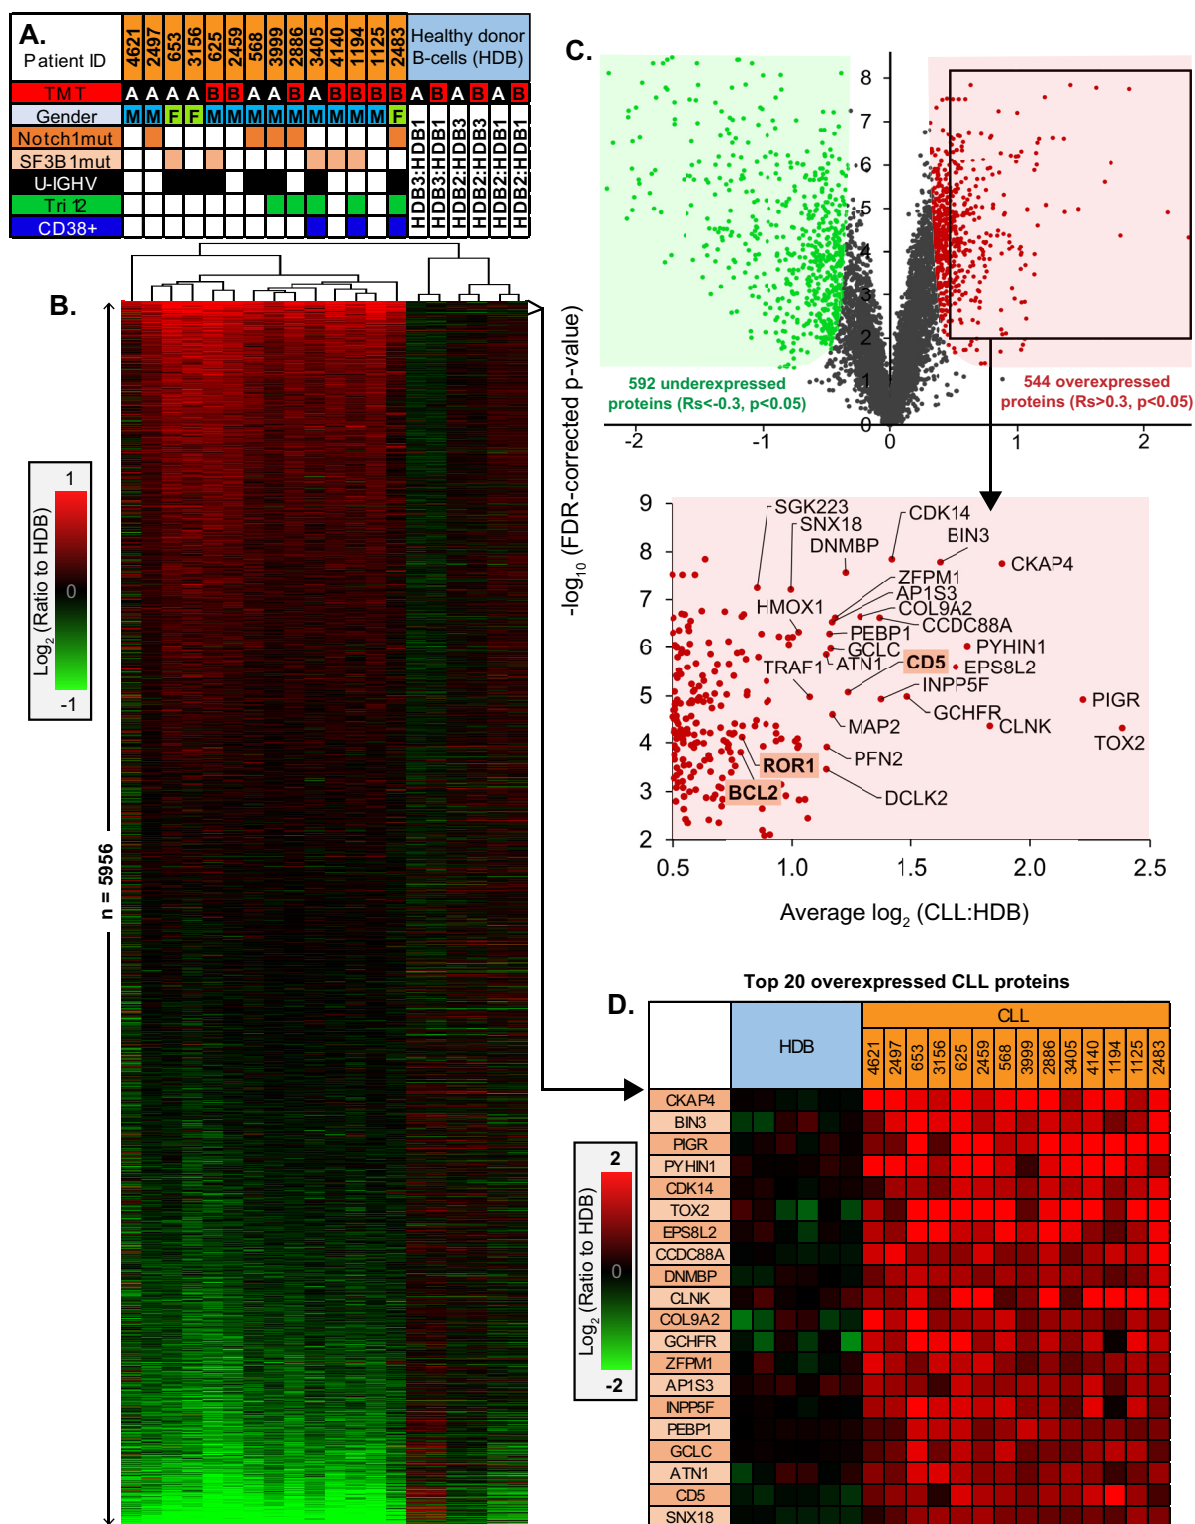 A.
Patient ID
4621 2497 653 3156 625 2459 568 3999 2886 3405 4140 1194 1125 2483
Healthy donor
B-cells (HDB)
TMT A A A A B B A A B A B B B B A B A B A B
Gender M M F F M M M M M M M M M F
Notch1mut
SF3B1mut
U-IGHV
Tri 12
CD38+
HDB3:HDB1 HDB3:HDB1 HDB2:HDB3 HDB2:HDB3 HDB2:HDB1 HDB2:HDB1
B.
n = 5956
Log2 (Ratio to HDB)
1
0
-1
C.
-log10 (FDR-corrected p-value)
8
7
6
5
4
3
2
1
0
-2 -1 0 1 2
592 underexpressed
proteins (Rs<-0.3, p<0.05)
544 overexpressed
proteins (Rs>0.3, p<0.05)
9
8
7
6
5
4
3
2
SGK223
SNX18
DNMBP
CDK14
BIN3
CKAP4
ZFPM1
AP1S3
COL9A2
CCDC88A
HMOX1
PEBP1
GCLC
ATN1
PYHIN1
EPS8L2
TRAF1
CD5
INPP5F
GCHFR
PIGR
CLNK
TOX2
MAP2
PFN2
ROR1
BCL2
DCLK2
0.5 1.0 1.5 2.0 2.5
Average log2 (CLL:HDB)
Top 20 overexpressed CLL proteins
D.
HDB
CLL
4621 2497 653 3156 625 2459 568 3999 2886 3405 4140 1194 1125 2483
Log2 (Ratio to HDB)
2
0
-2
CKAP4
BIN3
PIGR
PYHIN1
CDK14
TOX2
EPS8L2
CCDC88A
DNMBP
CLNK
COL9A2
GCHFR
ZFPM1
AP1S3
INPP5F
PEBP1
GCLC
ATN1
CD5
SNX18